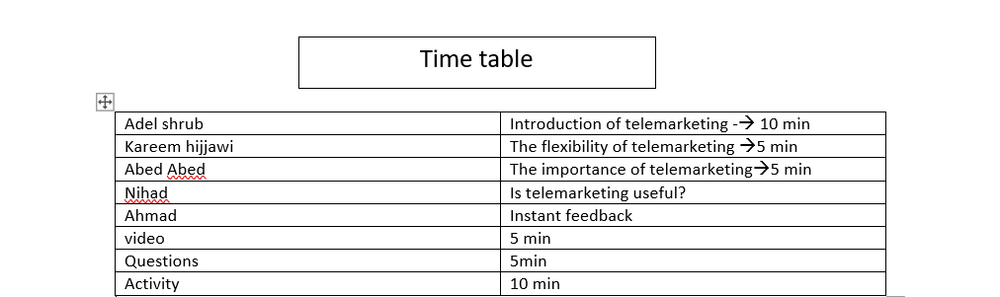 Time table
Adel shrub Introduction of telemarketing -→ 10 min
Kareem hijjawi The flexibility of telemarketing →5 min
Abed Abed The importance of telemarketing→5 min
Nihad Is telemarketing useful?
Ahmad Instant feedback
video 5 min
Questions 5min
Activity 10 min